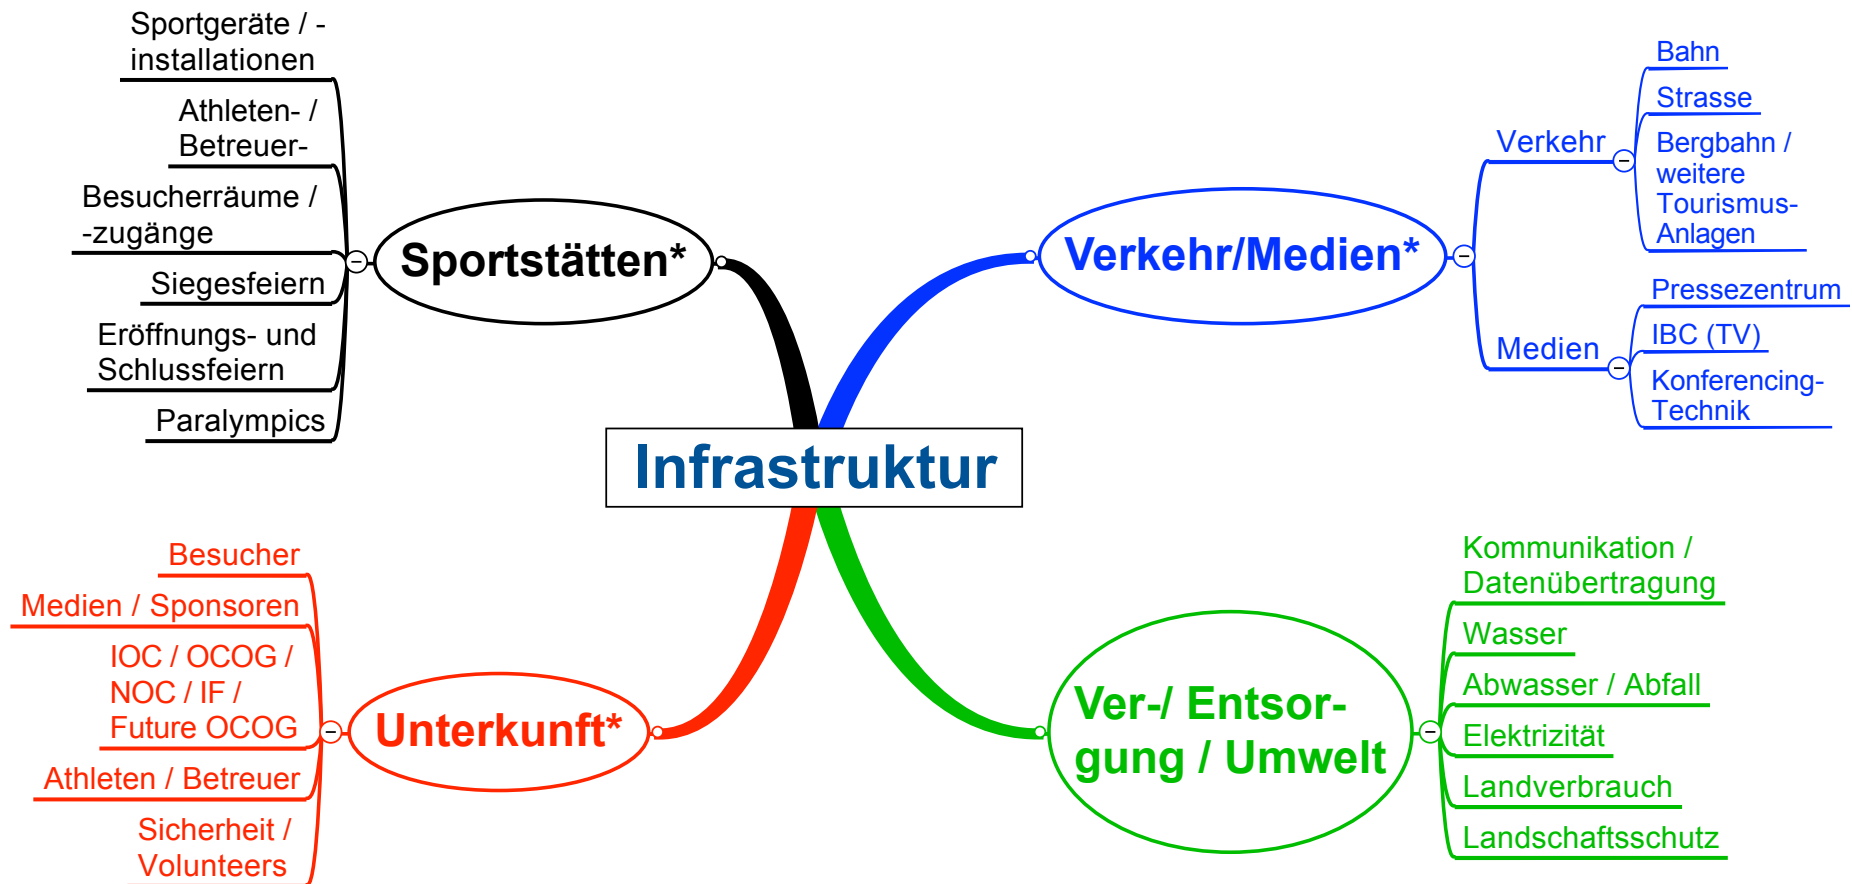 Sportgeräte / -
installationen
Athleten- /
Betreuer-
Besucherräume /
-zugänge
Siegesfeiern
Eröffnungs- und
Schlussfeiern
Paralympics
Sportstätten*
Verkehr/Medien*
Verkehr
Bahn
Strasse
Bergbahn /
weitere
Tourismus-
Anlagen
Medien
Pressezentrum
IBC (TV)
Konferencing-
Technik
Infrastruktur
Besucher
Medien / Sponsoren
IOC / OCOG /
NOC / IF /
Future OCOG
Athleten / Betreuer
Sicherheit /
Volunteers
Unterkunft*
Ver-/ Entsor-
gung / Umwelt
Kommunikation /
Datenübertragung
Wasser
Abwasser / Abfall
Elektrizität
Landverbrauch
Landschaftsschutz